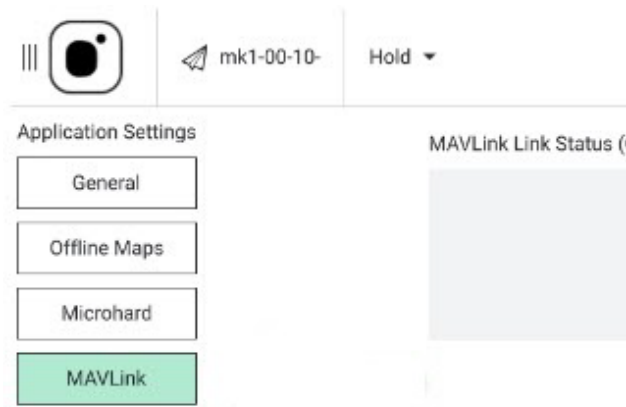 mk1-00-10-
Hold
Application Settings
MAVLink Link Status (
General
Offline Maps
Microhard
MAVLink